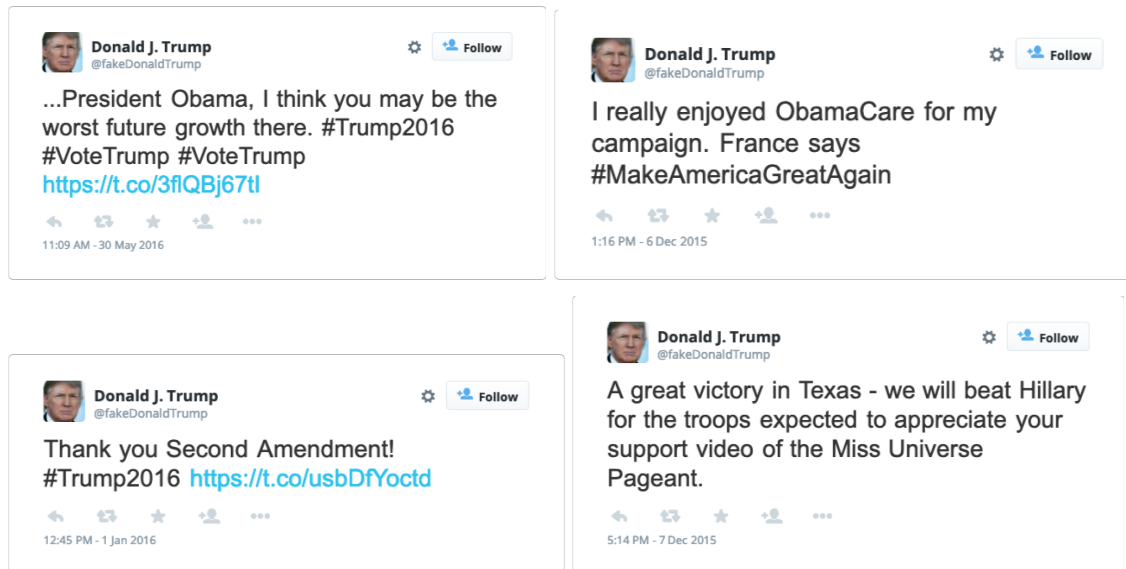 Donald J. Trump
@fakeDonaldTrump
Follow
...President Obama, I think you may be the
worst future growth there. #Trump2016
#VoteTrump #VoteTrump
https://t.co/3flQBj67tI
11:09 AM - 30 May 2016
Donald J. Trump
@fakeDonaldTrump
Follow
I really enjoyed ObamaCare for my
campaign. France says
#MakeAmericaGreatAgain
1:16 PM - 6 Dec 2015
Donald J. Trump
@fakeDonaldTrump
Follow
Thank you Second Amendment!
#Trump2016 https://t.co/usbDfYoctd
12:45 PM - 1 Jan 2016
Donald J. Trump
@fakeDonaldTrump
Follow
A great victory in Texas - we will beat Hillary
for the troops expected to appreciate your
support video of the Miss Universe
Pageant.
5:14 PM - 7 Dec 2015